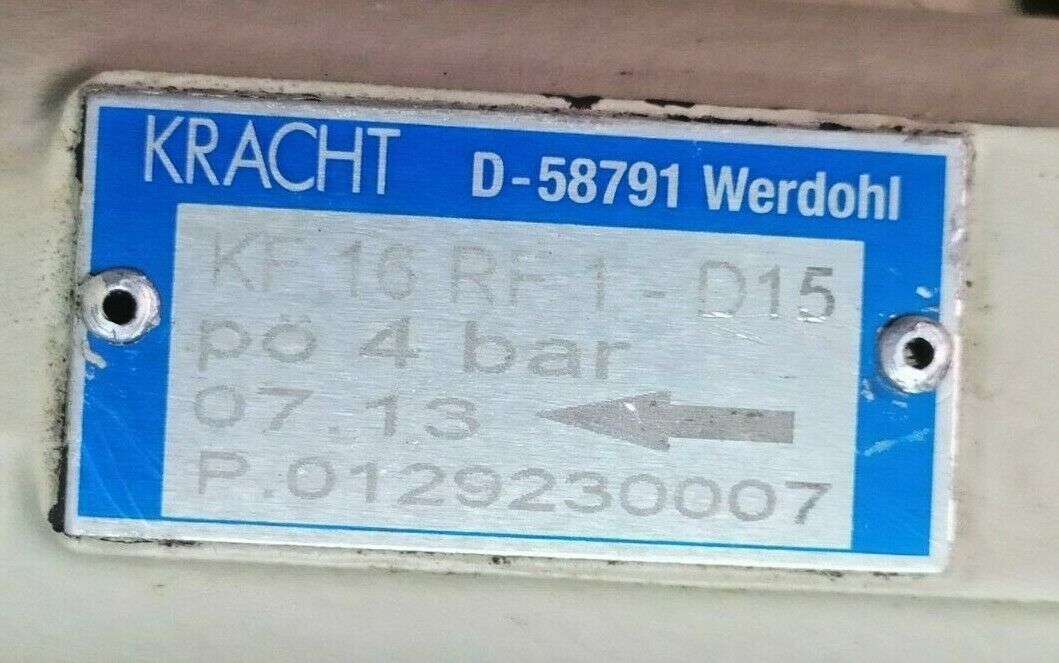 KRACHT D-58791 Werdohl
KF 16 RF 1 - D15
pö 4 bar
07.13
P.0129230007